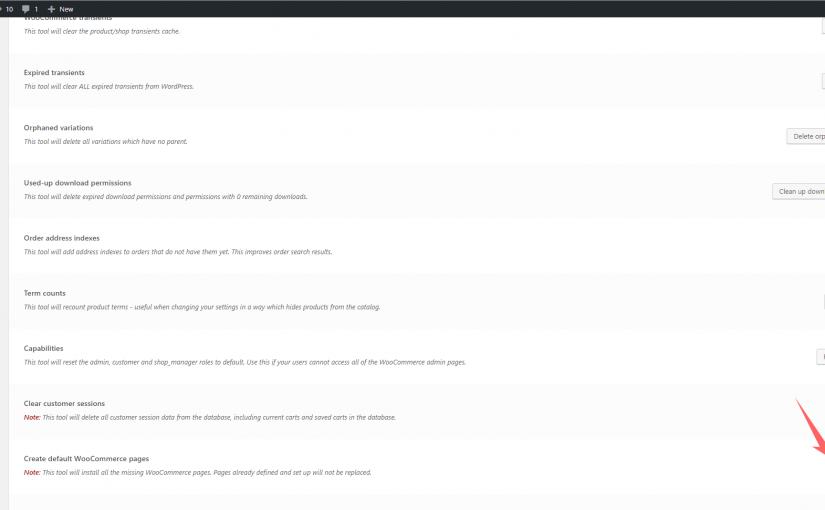 10 1 New
WooCommerce transients
This tool will clear the product/shop transients cache.
Expired transients
This tool will clear ALL expired transients from WordPress.
Orphaned variations
This tool will delete all variations which have no parent.
Delete orp
Used-up download permissions
This tool will delete expired download permissions and permissions with 0 remaining downloads.
Clean up down
Order address indexes
This tool will add address indexes to orders that do not have them yet. This improves order search results.
Term counts
This tool will recount product terms - useful when changing your settings in a way which hides products from the catalog.
Capabilities
This tool will reset the admin, customer and shop_manager roles to default. Use this if your users cannot access all of the WooCommerce admin pages.
Clear customer sessions
Note: This tool will delete all customer session data from the database, including current carts and saved carts in the database.
Create default WooCommerce pages
Note: This tool will install all the missing WooCommerce pages. Pages already defined and set up will not be replaced.